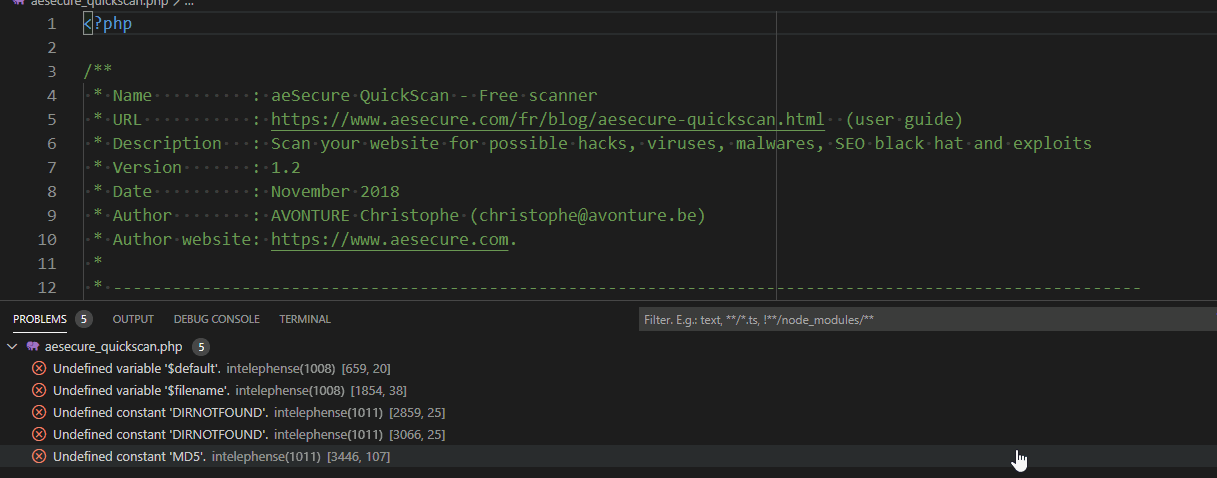 aesecure_quickscan.php > ...
1 <?php
2
3 /**
4 * Name : aeSecure QuickScan - Free scanner
5 * URL : https://www.aesecure.com/fr/blog/aesecure-quickscan.html (user guide)
6 * Description : Scan your website for possible hacks, viruses, malwares, SEO black hat and exploits
7 * Version : 1.2
8 * Date : November 2018
9 * Author : AVONTURE Christophe (christophe@avonture.be)
10 * Author website: https://www.aesecure.com.
11 *
12 * ---------------------------------------------------------------------------------------------------------
PROBLEMS 5 OUTPUT DEBUG CONSOLE TERMINAL Filter. E.g.: text, **/*.ts, !**/node_modules/**
aesecure_quickscan.php 5
Undefined variable '$default'. intelephense(1008) [659, 20]
Undefined variable '$filename'. intelephense(1008) [1854, 38]
Undefined constant 'DIRNOTFOUND'. intelephense(1011) [2859, 25]
Undefined constant 'DIRNOTFOUND'. intelephense(1011) [3066, 25]
Undefined constant 'MD5'. intelephense(1011) [3446, 107]